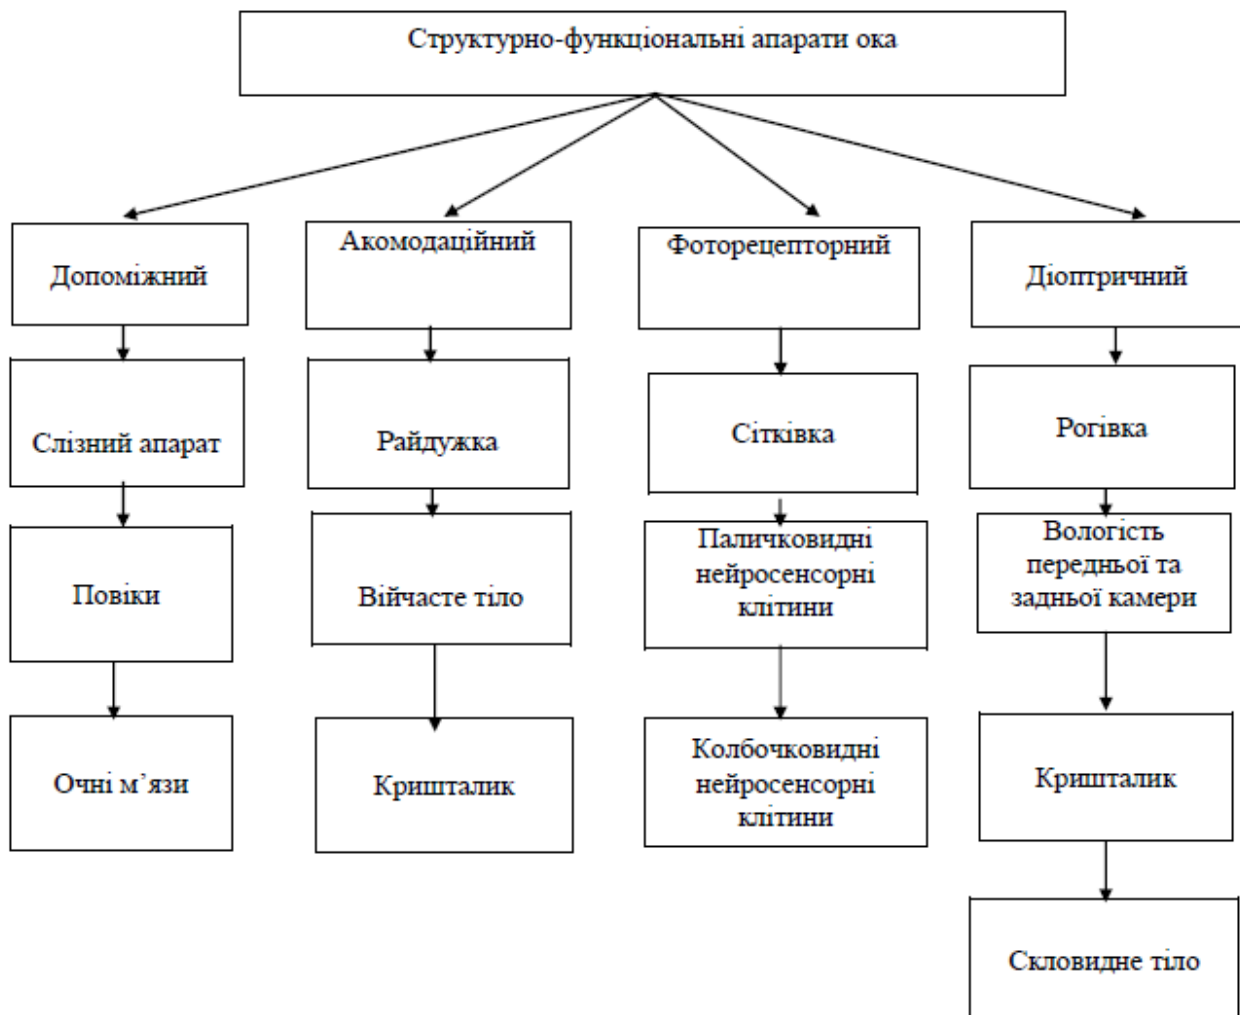 Структурно-функціональні апарати ока
Допоміжний
Акомодаційний
Фоторецепторний
Діоптричний
Слізний апарат
Райдужка
Сітківка
Рогівка
Повіки
Війчасте тіло
Паличковидні
нейросенсорні
клітини
Вологість
передньої та
задньої камери
Очні м’язи
Кришталик
Колбочковидні
нейросенсорні
клітини
Кришталик
Скловидне тіло